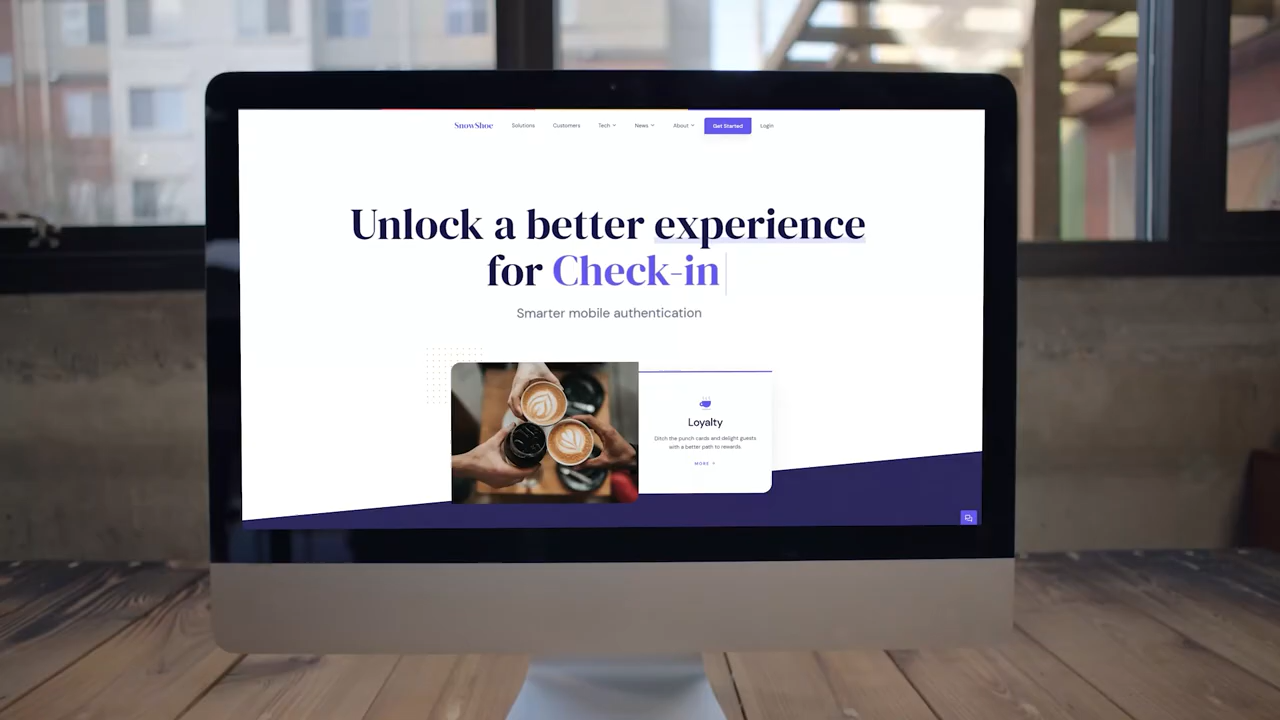 SnowShoe Solutions Customers Tech News About Get Started Login
Unlock a better experience
for Check-in
Smarter mobile authentication
Loyalty
Ditch the punch cards and delight guests
with a better path to rewards.
MORE